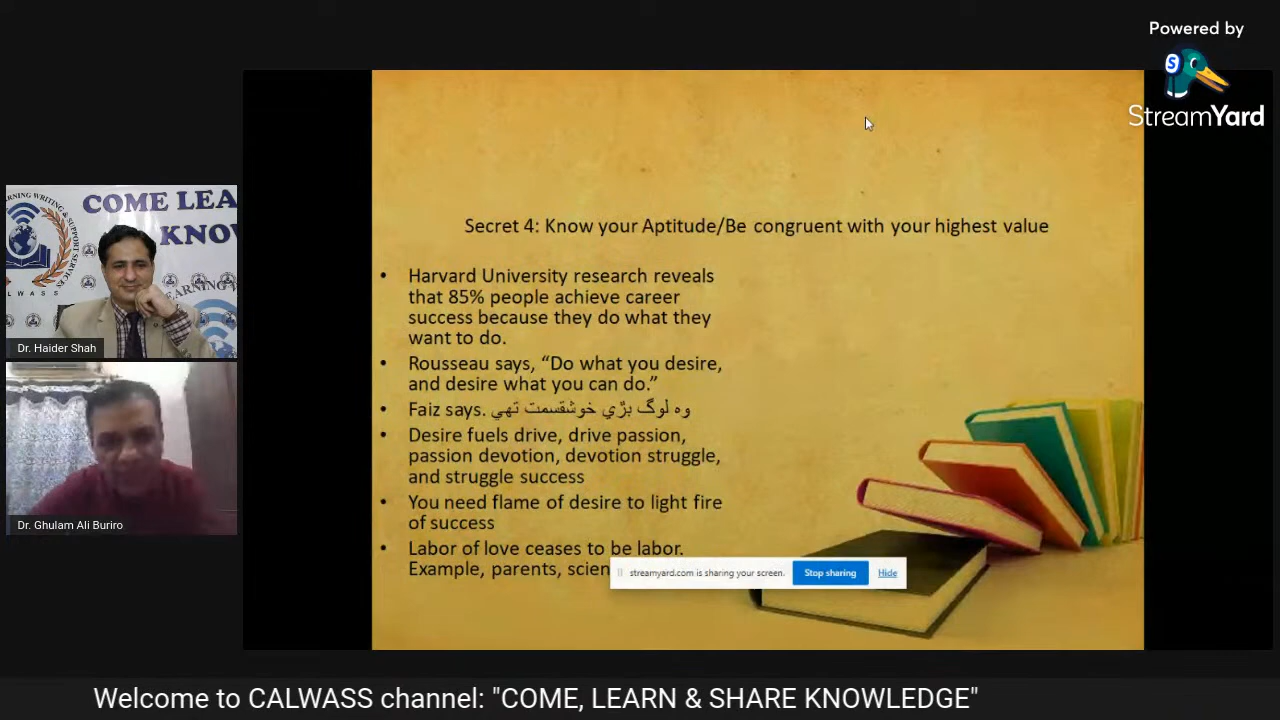 Powered by
StreamYard
Secret 4: Know your Aptitude/Be congruent with your highest value
• Harvard University research reveals
that 85% people achieve career
success because they do what they
want to do.
• Rousseau says, “Do what you desire,
and desire what you can do.”
• Faiz says. وه لوگ بڑي خوشقسمت تهي
• Desire fuels drive, drive passion,
passion devotion, devotion struggle,
and struggle success
• You need flame of desire to light fire
of success
• Labor of love ceases to be labor.
Example, parents, scien
streamyard.com is sharing your screen. Stop sharing Hide
COME LEA
KNO
CALWASS
Dr. Haider Shah
Dr. Ghulam Ali Buriro
Welcome to CALWASS channel: "COME, LEARN & SHARE KNOWLEDGE"